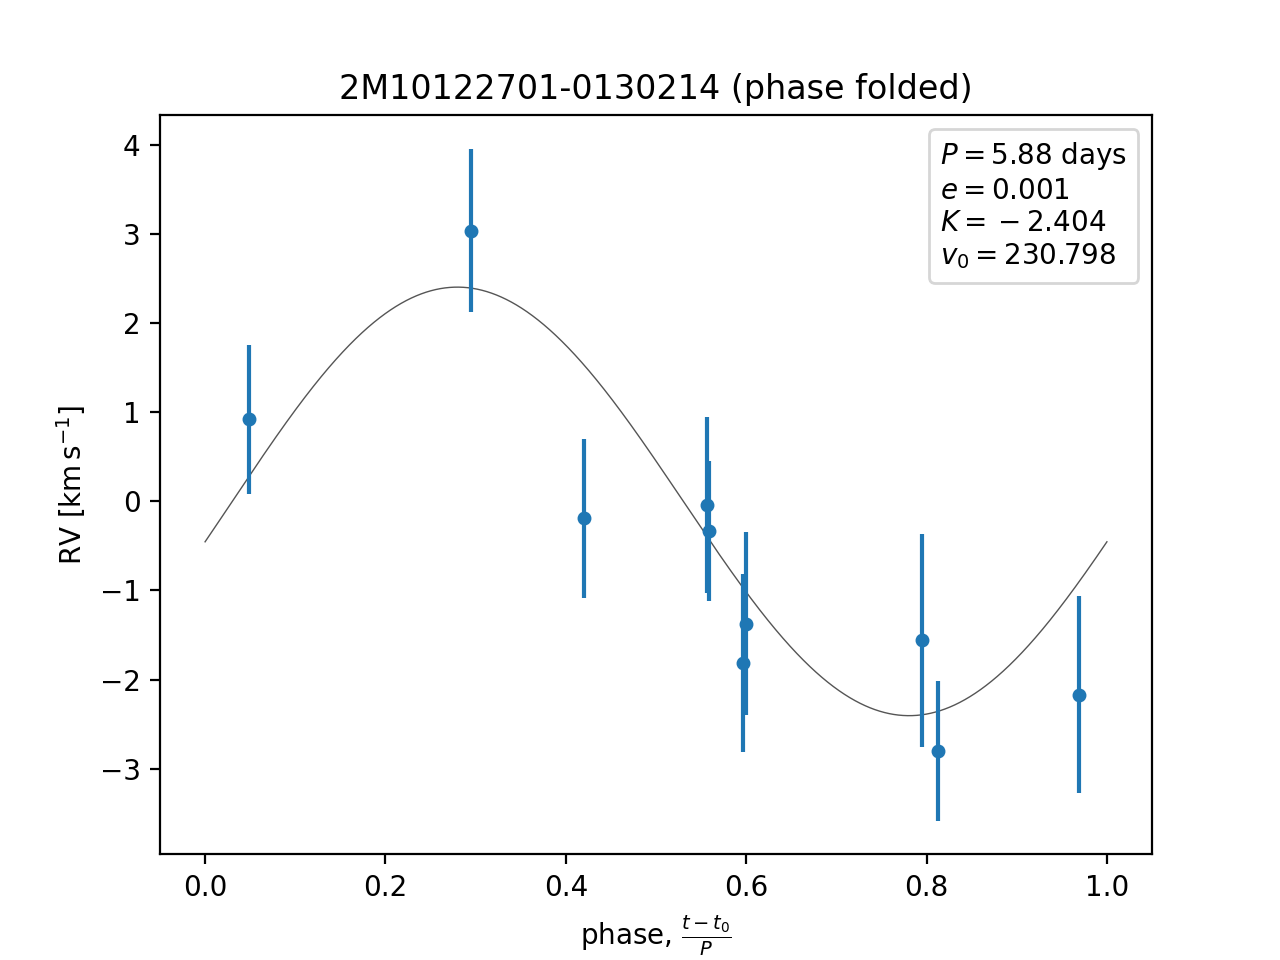 2M10122701-0130214 (phase folded)
P = 5.88 days
e = 0.001
K = −2.404
v₀ = 230.798
4
3
2
1
0
−1
−2
−3
RV [km s⁻¹]
0.0 0.2 0.4 0.6 0.8 1.0
phase, (t − t₀)/P